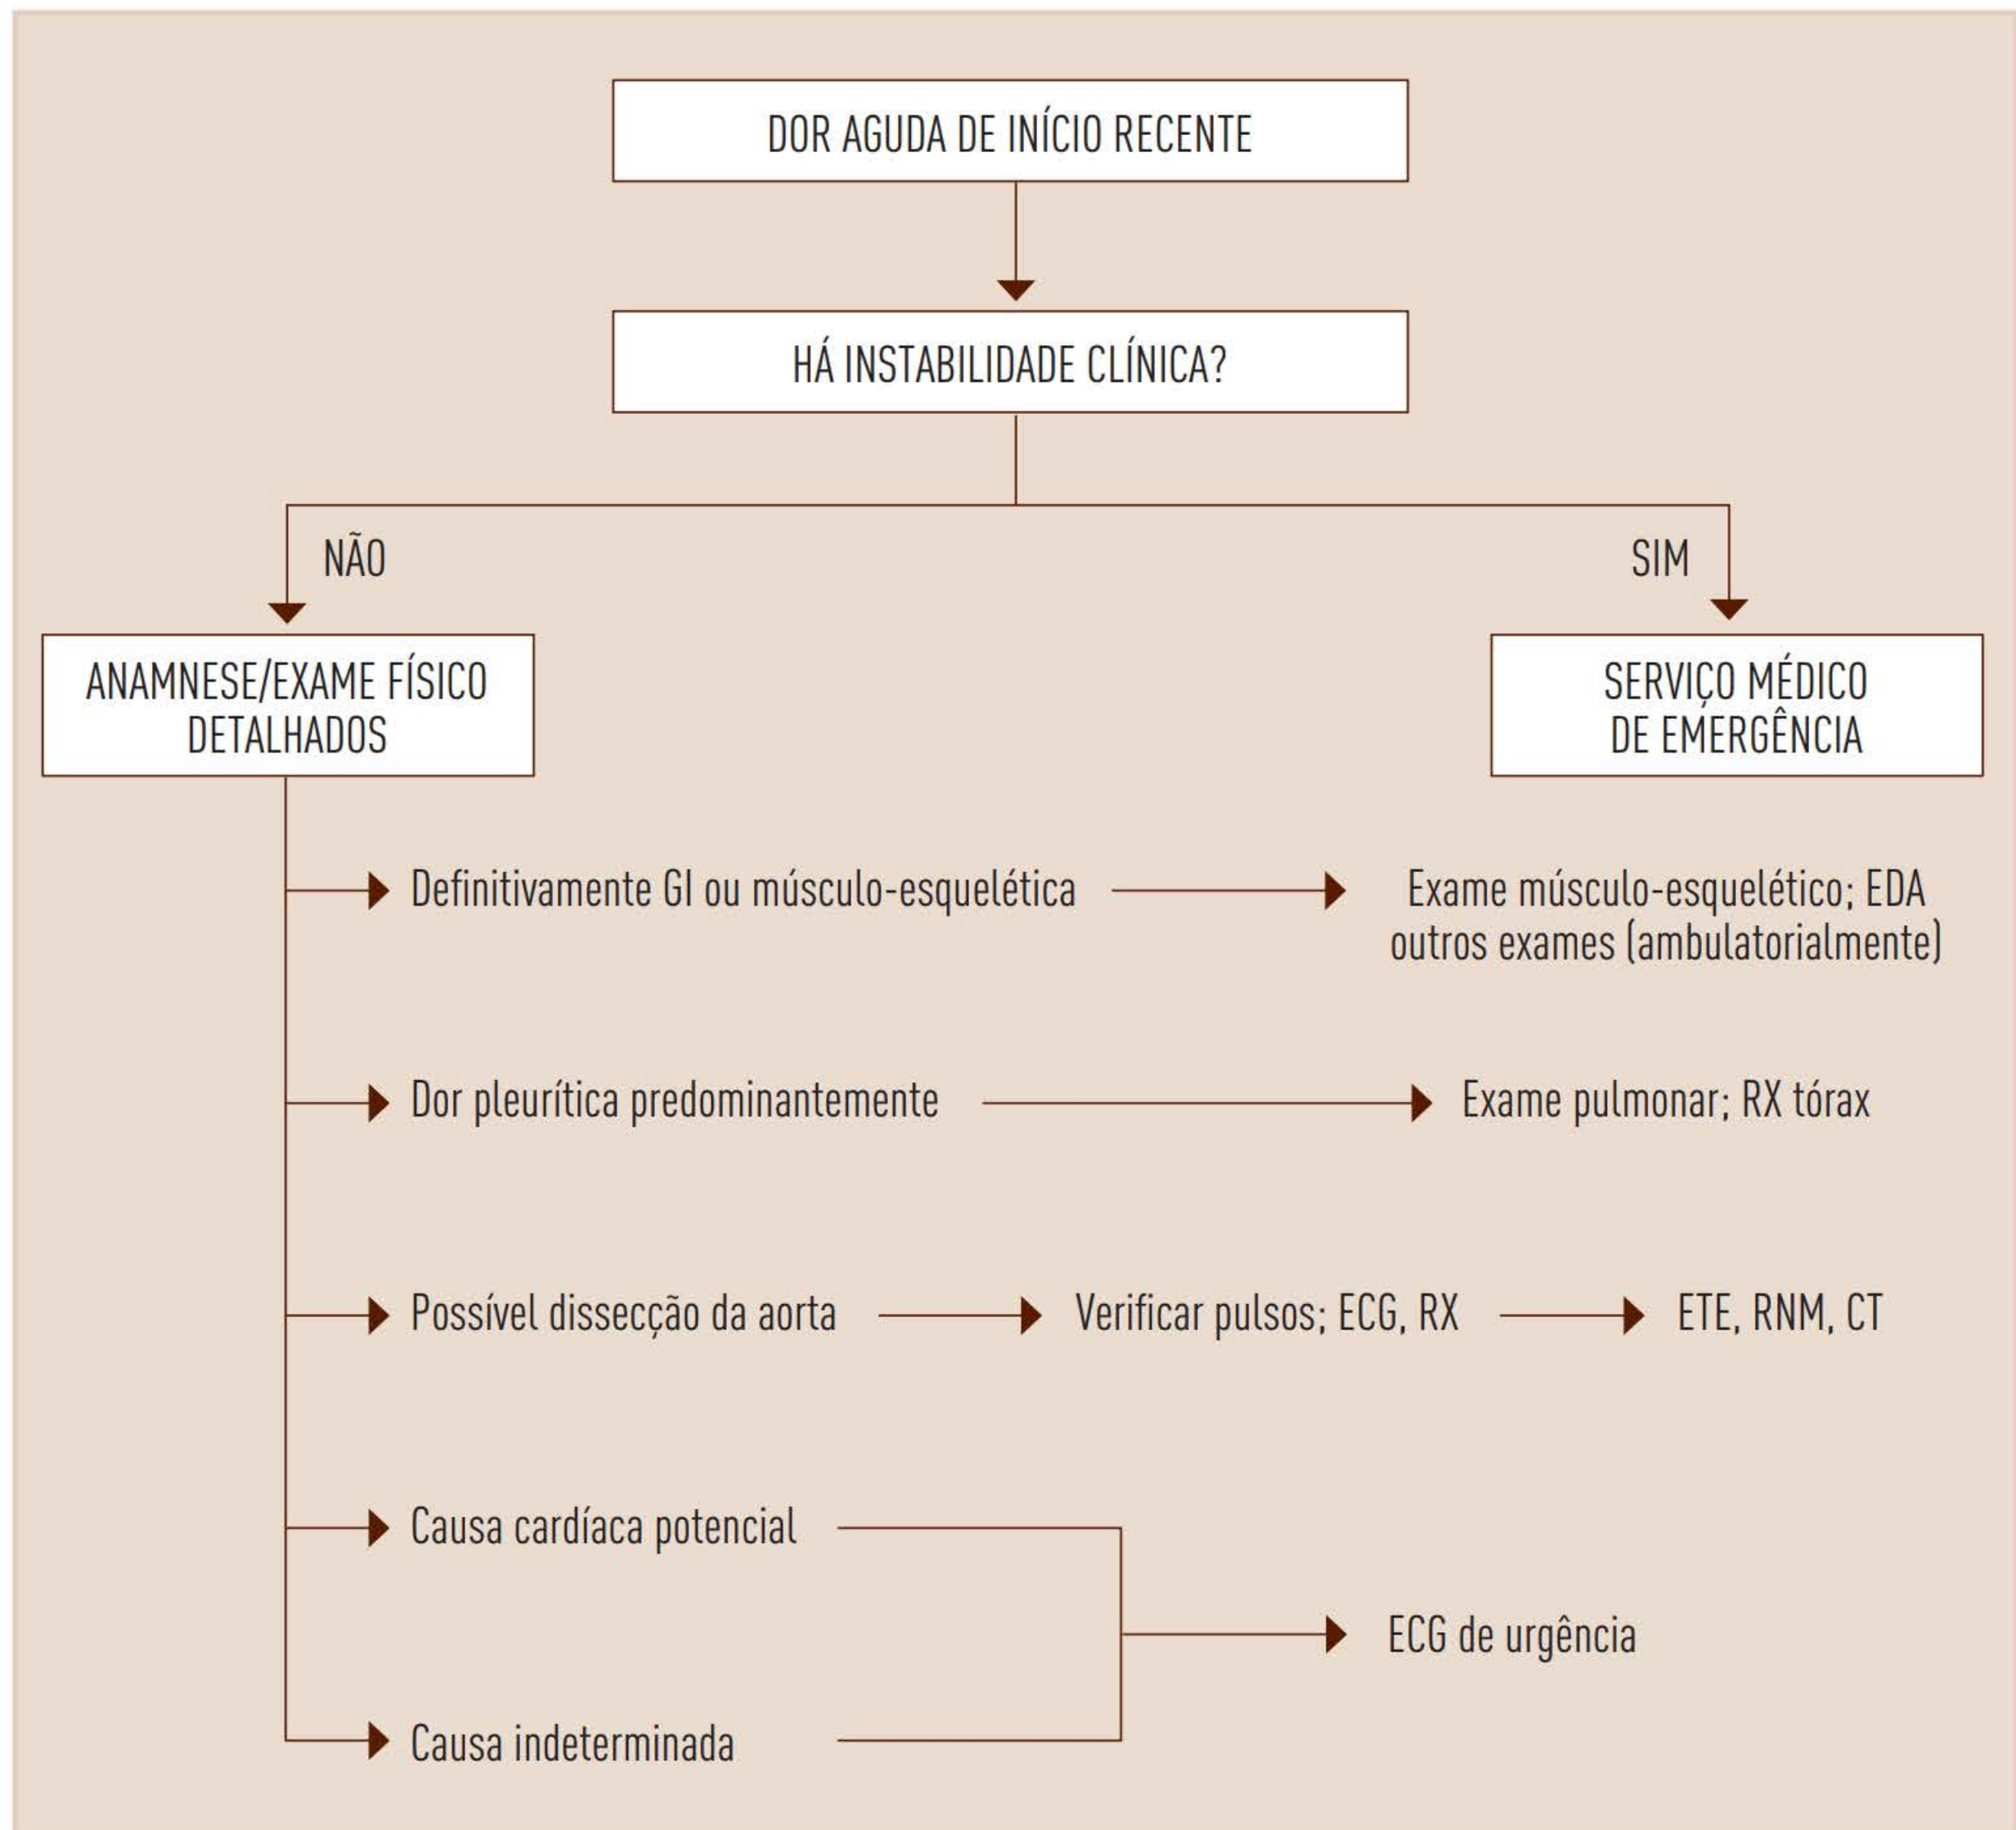 DOR AGUDA DE INÍCIO RECENTE
HÁ INSTABILIDADE CLÍNICA?
NÃO
SIM
ANAMNESE/EXAME FÍSICO
DETALHADOS
SERVIÇO MÉDICO
DE EMERGÊNCIA
Definitivamente GI ou músculo-esquelética
Exame músculo-esquelético; EDA
outros exames (ambulatorialmente)
Dor pleurítica predominantemente
Exame pulmonar; RX tórax
Possível dissecção da aorta
Verificar pulsos; ECG, RX
ETE, RNM, CT
Causa cardíaca potencial
ECG de urgência
Causa indeterminada